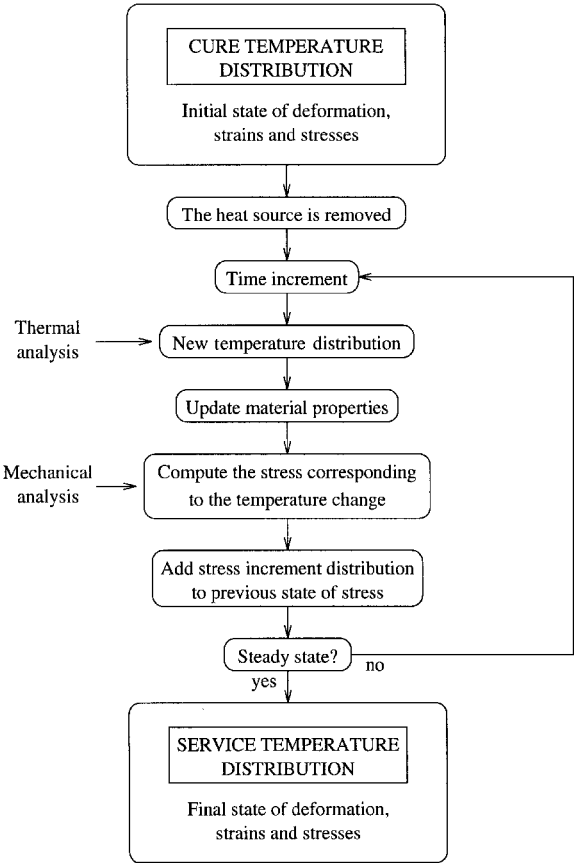 CURE TEMPERATURE
DISTRIBUTION
Initial state of deformation,
strains and stresses
The heat source is removed
Time increment
Thermal
analysis
New temperature distribution
Update material properties
Mechanical
analysis
Compute the stress corresponding
to the temperature change
Add stress increment distribution
to previous state of stress
Steady state?
no
yes
SERVICE TEMPERATURE
DISTRIBUTION
Final state of deformation,
strains and stresses